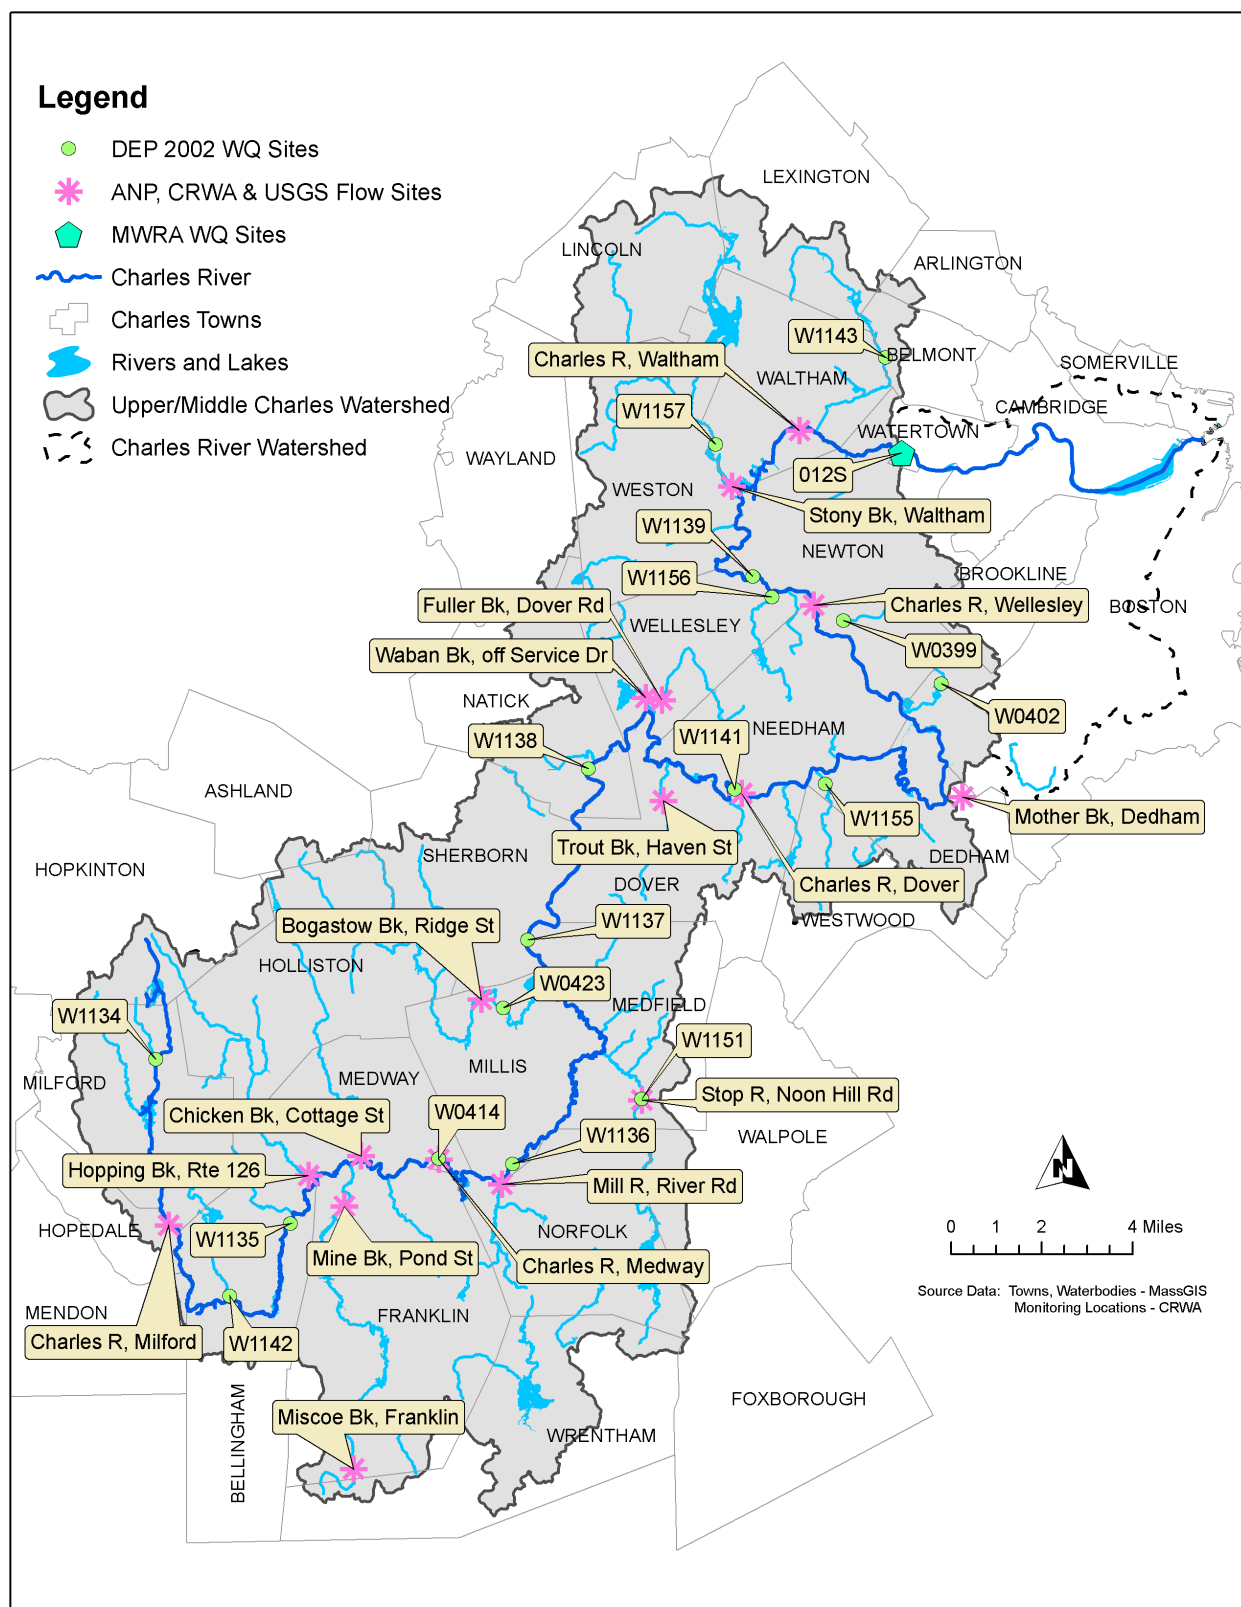 Legend
DEP 2002 WQ Sites
ANP, CRWA & USGS Flow Sites
MWRA WQ Sites
Charles River
Charles Towns
Rivers and Lakes
Upper/Middle Charles Watershed
Charles River Watershed
LEXINGTON
LINCOLN
ARLINGTON
W1143
BELMONT
Charles R, Waltham
SOMERVILLE
WALTHAM
W1157
CAMBRIDGE
WATERTOWN
WAYLAND
012S
WESTON
Stony Bk, Waltham
W1139
NEWTON
W1156
BROOKLINE
Fuller Bk, Dover Rd
Charles R, Wellesley
BOSTON
WELLESLEY
W0399
Waban Bk, off Service Dr
NATICK
W0402
NEEDHAM
W1138
W1141
ASHLAND
Mother Bk, Dedham
W1155
Trout Bk, Haven St
SHERBORN
DEDHAM
HOPKINTON
DOVER
Charles R, Dover
WESTWOOD
Bogastow Bk, Ridge St
W1137
HOLLISTON
W0423
MEDFIELD
W1134
W1151
MILLIS
MEDWAY
MILFORD
Stop R, Noon Hill Rd
Chicken Bk, Cottage St
W0414
W1136
WALPOLE
Hopping Bk, Rte 126
Mill R, River Rd
N
HOPEDALE
NORFOLK
0 1 2 4 Miles
W1135
Mine Bk, Pond St
Charles R, Medway
Source Data: Towns, Waterbodies - MassGIS
Monitoring Locations - CRWA
MENDON
FRANKLIN
Charles R, Milford
W1142
BELLINGHAM
FOXBOROUGH
Miscoe Bk, Franklin
WRENTHAM